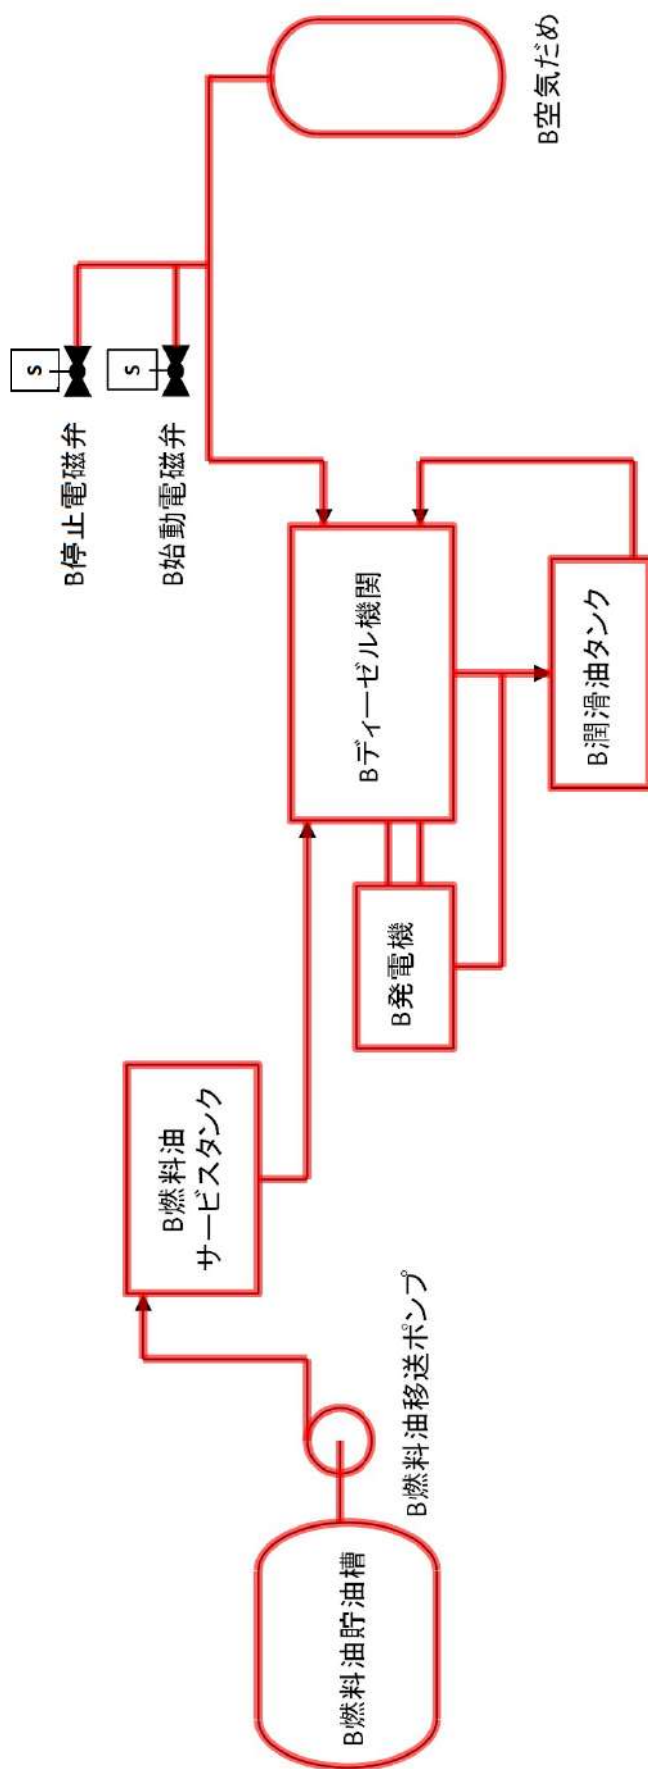 B燃料油貯油槽
B燃料油移送ポンプ
B燃料油
サービスタンク
B発電機
Bディーゼル機関
B潤滑油タンク
B停止電磁弁
S
B始動電磁弁
S
B空気だめ